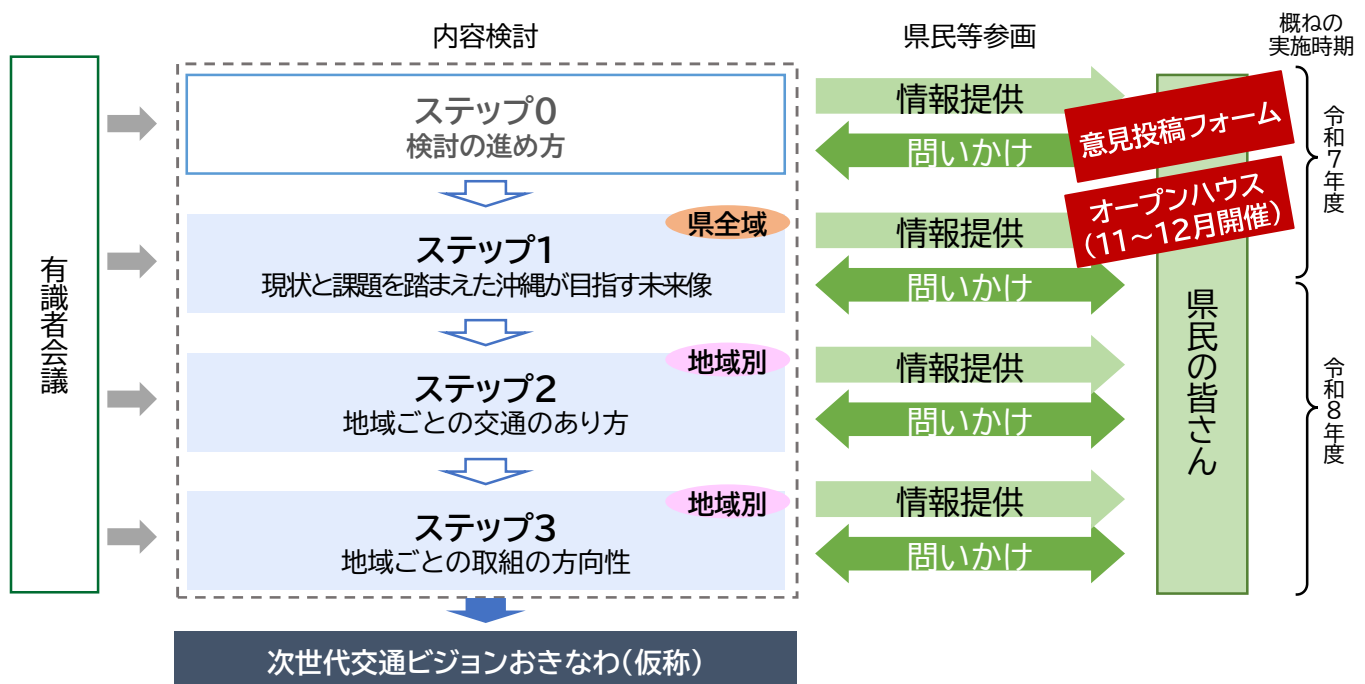 内容検討
県民等参画
概ねの
実施時期
有識者会議
ステップ0
検討の進め方
情報提供
問いかけ
意見投稿フォーム
オープンハウス
(11~12月開催)
令和7年度
県全域
ステップ1
現状と課題を踏まえた沖縄が目指す未来像
情報提供
問いかけ
県民の皆さん
地域別
ステップ2
地域ごとの交通のあり方
情報提供
問いかけ
令和8年度
地域別
ステップ3
地域ごとの取組の方向性
情報提供
問いかけ
次世代交通ビジョンおきなわ(仮称)